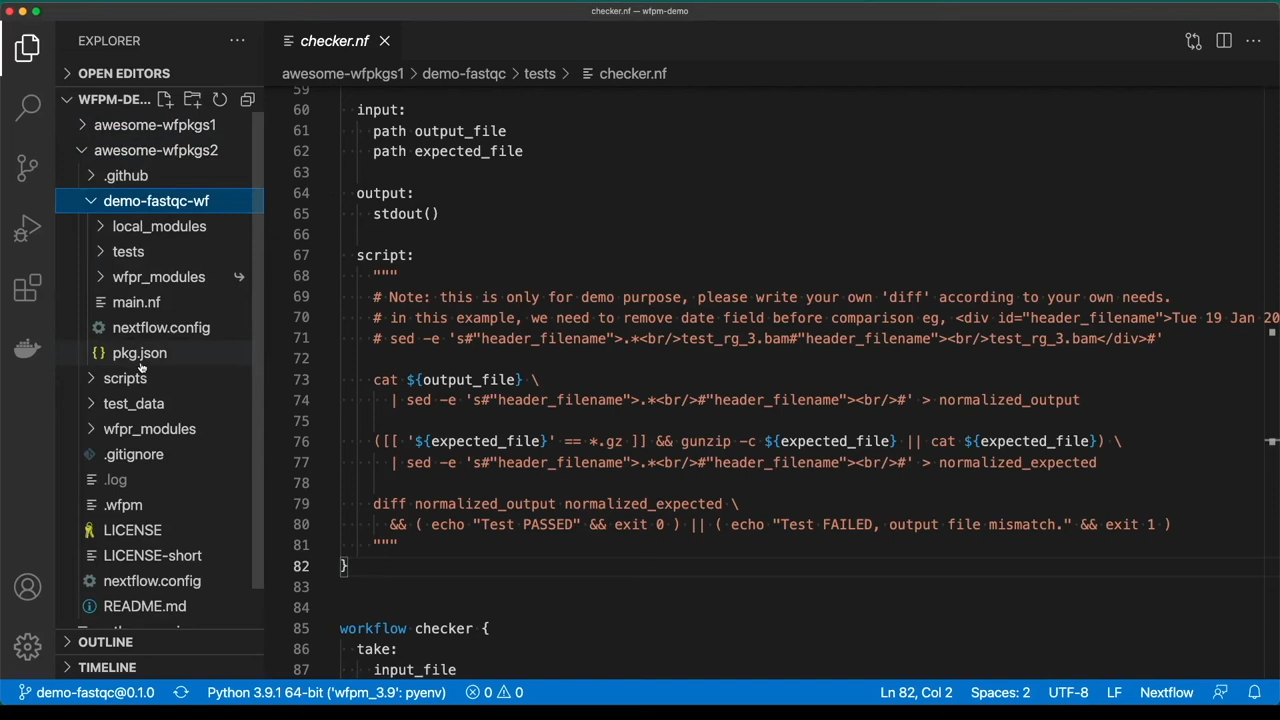 checker.nf — wfpm-demo
EXPLORER
OPEN EDITORS
WFPM-DE...
awesome-wfpkgs1
awesome-wfpkgs2
.github
demo-fastqc-wf
local_modules
tests
wfpr_modules
main.nf
nextflow.config
pkg.json
scripts
test_data
wfpr_modules
.gitignore
.log
.wfpm
LICENSE
LICENSE-short
nextflow.config
README.md
OUTLINE
TIMELINE
checker.nf
awesome-wfpkgs1 > demo-fastqc > tests > checker.nf
59
60 input:
61 path output_file
62 path expected_file
63
64 output:
65 stdout()
66
67 script:
68 """
69 # Note: this is only for demo purpose, please write your own 'diff' according to your own needs.
70 # in this example, we need to remove date field before comparison eg, <div id="header_filename">Tue 19 Jan 20
71 # sed -e 's#"header_filename">.*<br/>test_rg_3.bam#"header_filename"><br/>test_rg_3.bam</div>#'
72
73 cat ${output_file} \
74 | sed -e 's#"header_filename">.*<br/>#"header_filename"><br/>#' > normalized_output
75
76 ([[ '${expected_file}' == *.gz ]] && gunzip -c ${expected_file} || cat ${expected_file}) \
77 | sed -e 's#"header_filename">.*<br/>#"header_filename"><br/>#' > normalized_expected
78
79 diff normalized_output normalized_expected \
80 && ( echo "Test PASSED" && exit 0 ) || ( echo "Test FAILED, output file mismatch." && exit 1 )
81 """
82 }
83
84
85 workflow checker {
86 take:
87 input_file
demo-fastqc@0.1.0 Python 3.9.1 64-bit ('wfpm_3.9': pyenv) 0 0 Ln 82, Col 2 Spaces: 2 UTF-8 LF Nextflow